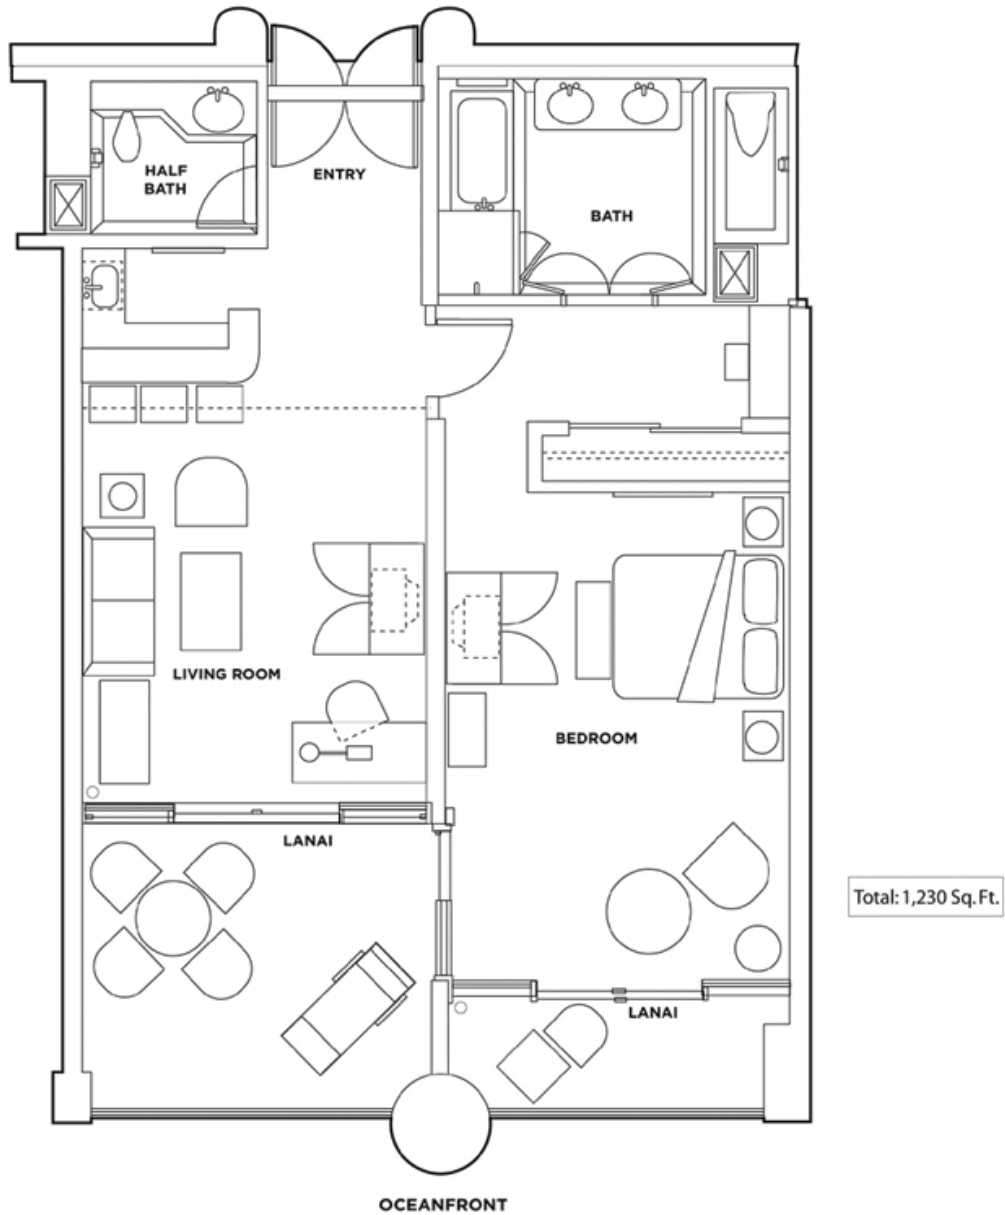 HALF
BATH
ENTRY
BATH
LIVING ROOM
BEDROOM
LANAI
Total: 1,230 Sq. Ft.
LANAI
OCEANFRONT